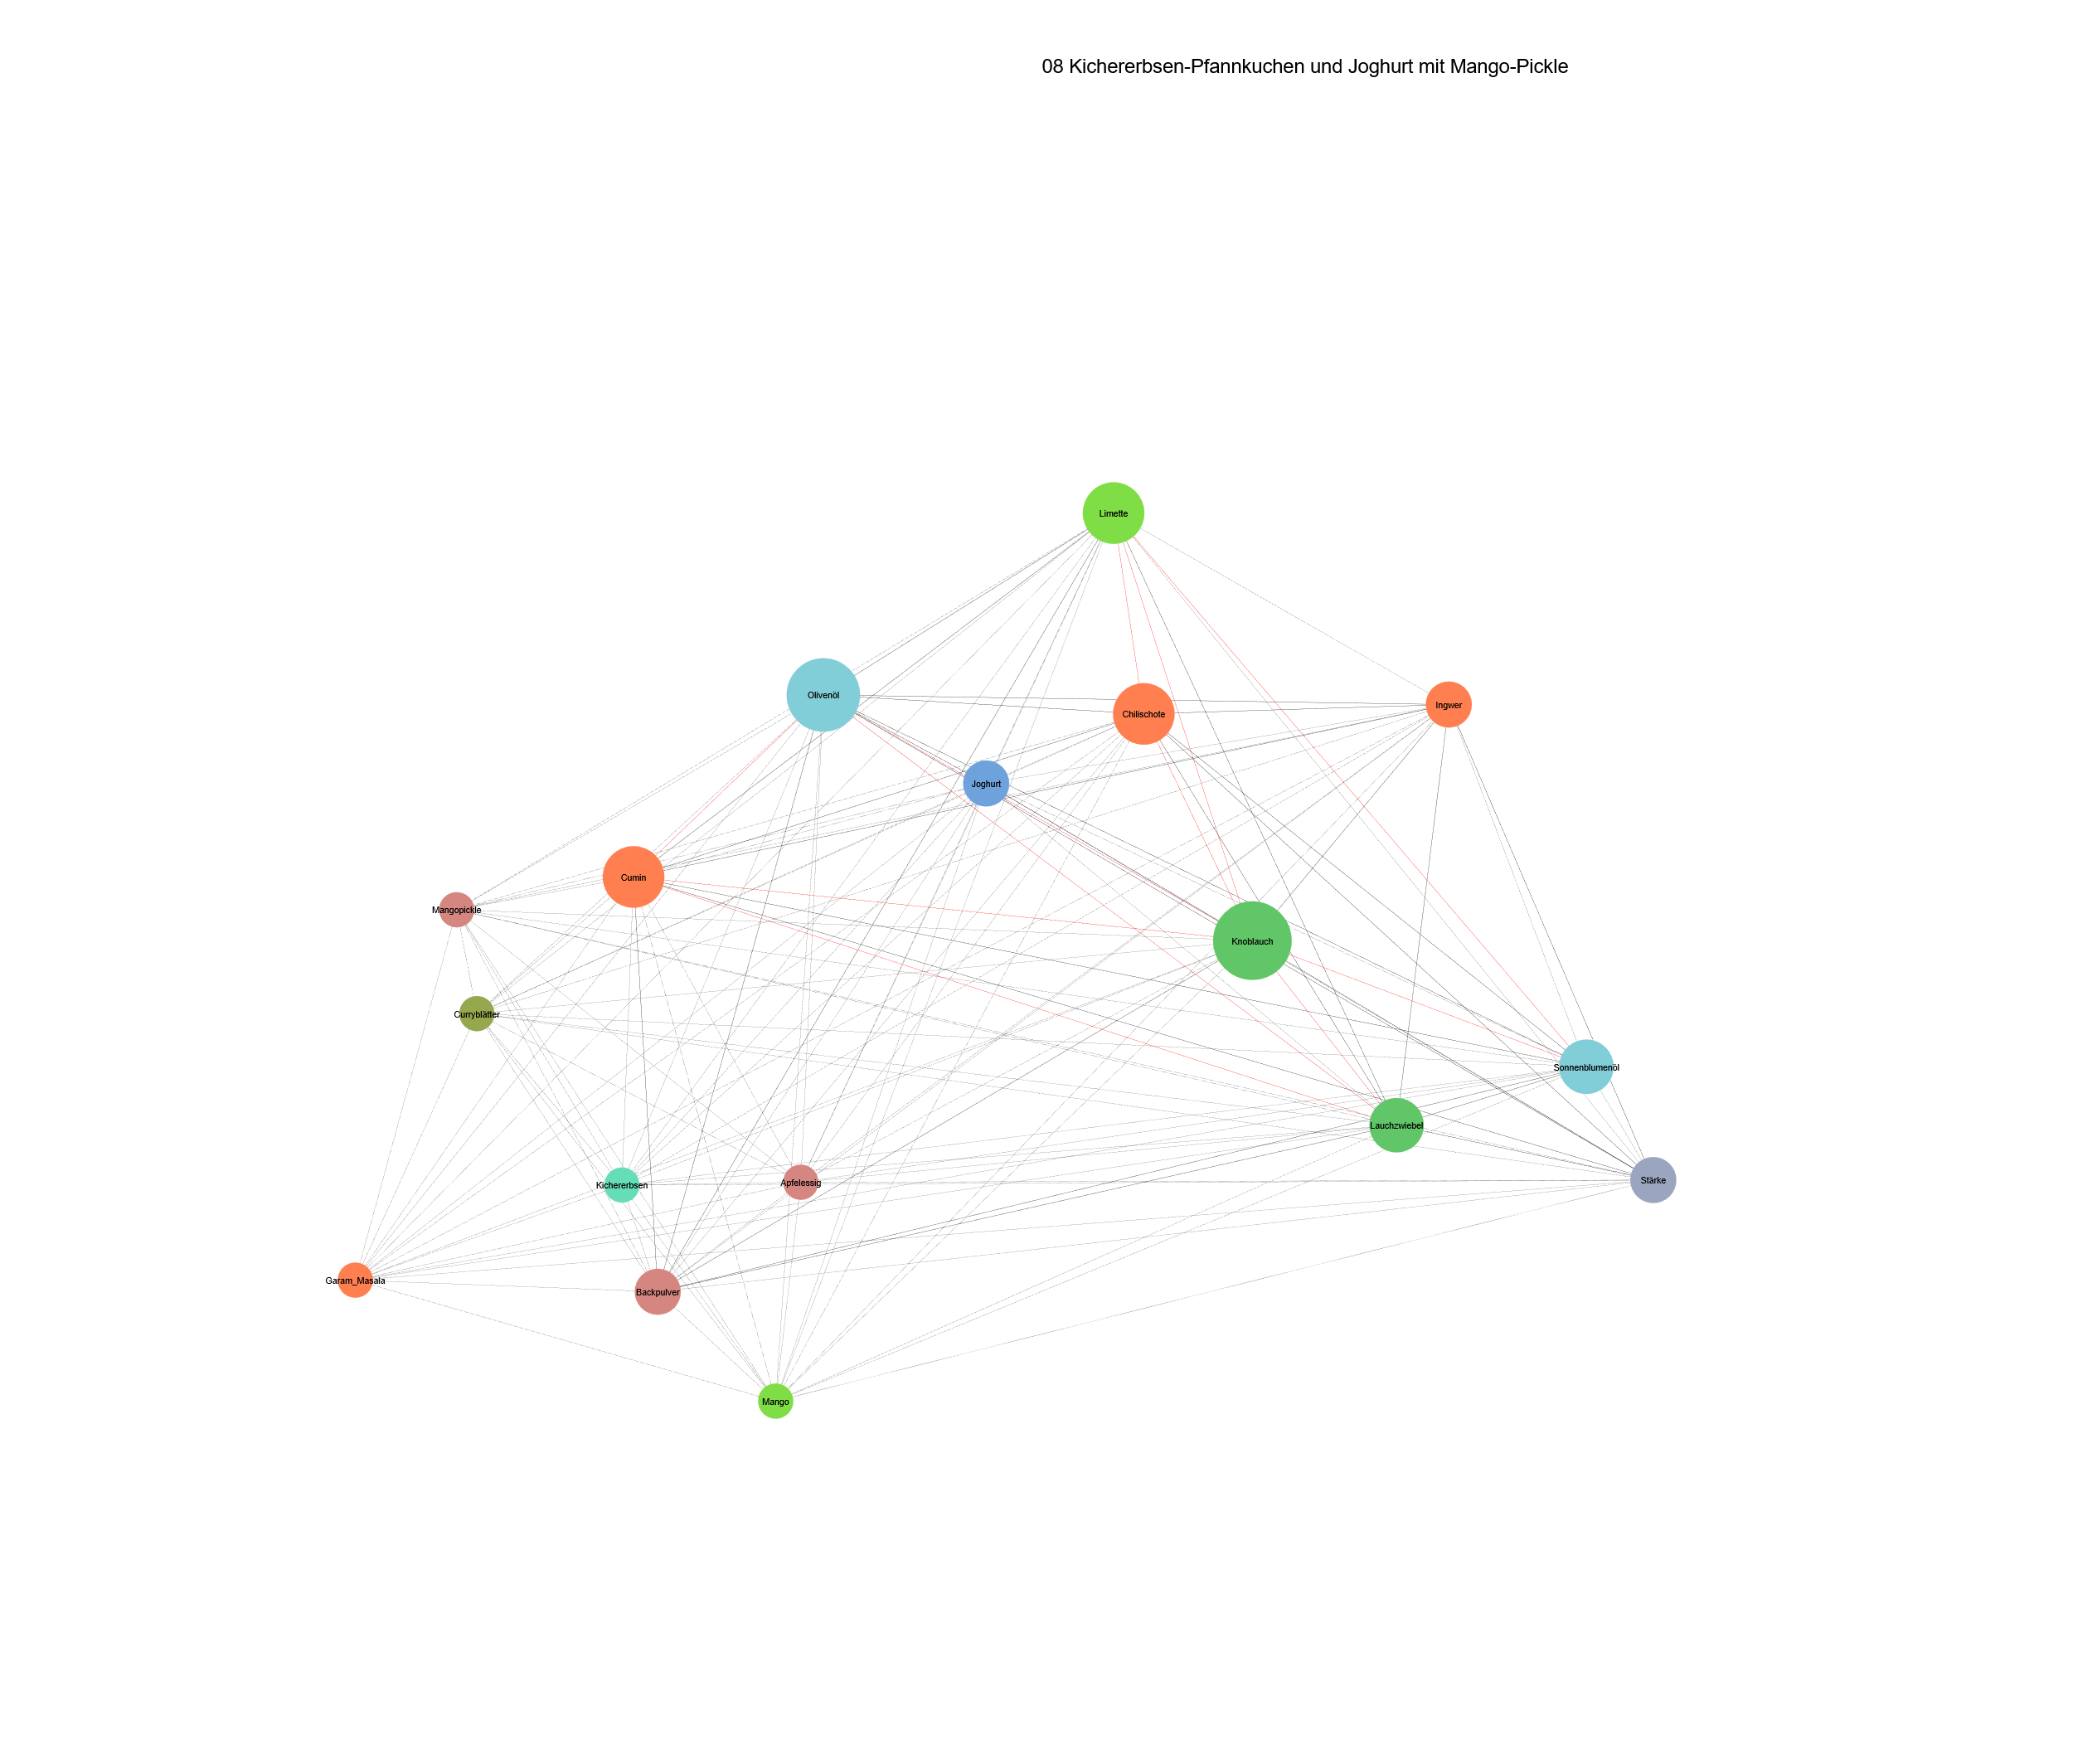 08 Kichererbsen-Pfannkuchen und Joghurt mit Mango-Pickle
Limette
Olivenöl
Chilischote
Ingwer
Joghurt
Cumin
Mangopickle
Knoblauch
Curryblätter
Sonnenblumenöl
Lauchzwiebel
Kichererbsen
Apfelessig
Stärke
Garam_Masala
Backpulver
Mango